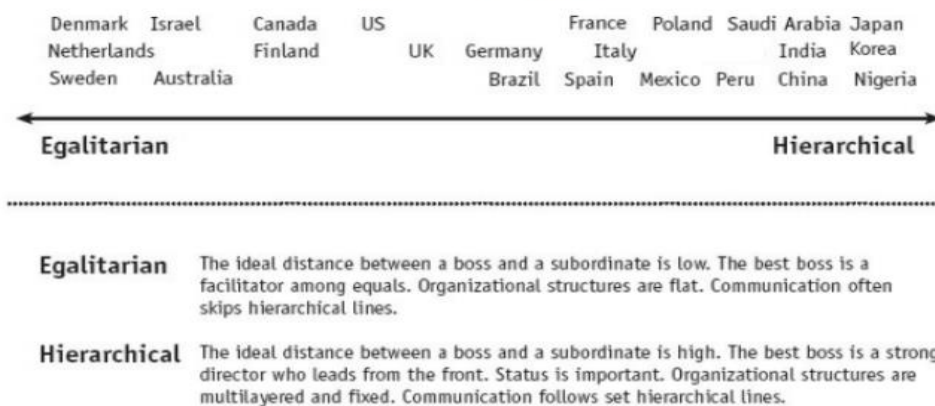 Denmark Israel Canada US France Poland Saudi Arabia Japan
Netherlands Finland UK Germany Italy India Korea
Sweden Australia Brazil Spain Mexico Peru China Nigeria
Egalitarian Hierarchical
Egalitarian The ideal distance between a boss and a subordinate is low. The best boss is a
facilitator among equals. Organizational structures are flat. Communication often
skips hierarchical lines.
Hierarchical The ideal distance between a boss and a subordinate is high. The best boss is a strong
director who leads from the front. Status is important. Organizational structures are
multilayered and fixed. Communication follows set hierarchical lines.